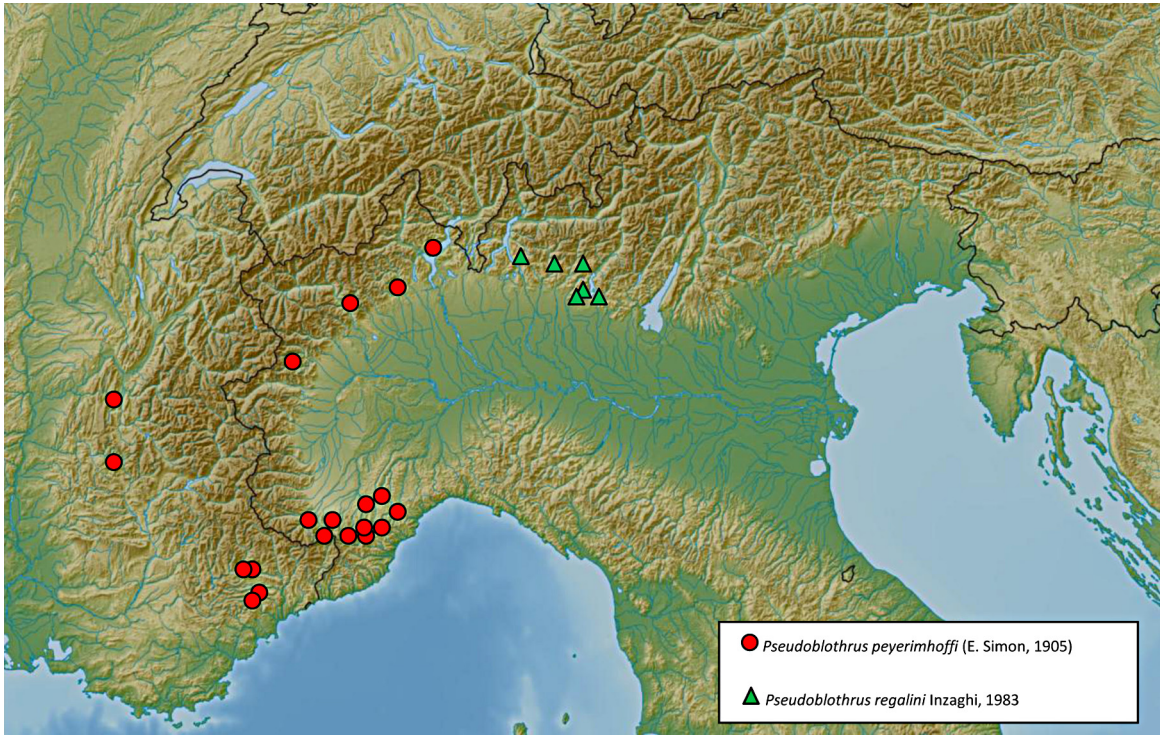 Pseudoblothrus peyerimhoffi (E. Simon, 1905)
Pseudoblothrus regalini Inzaghi, 1983